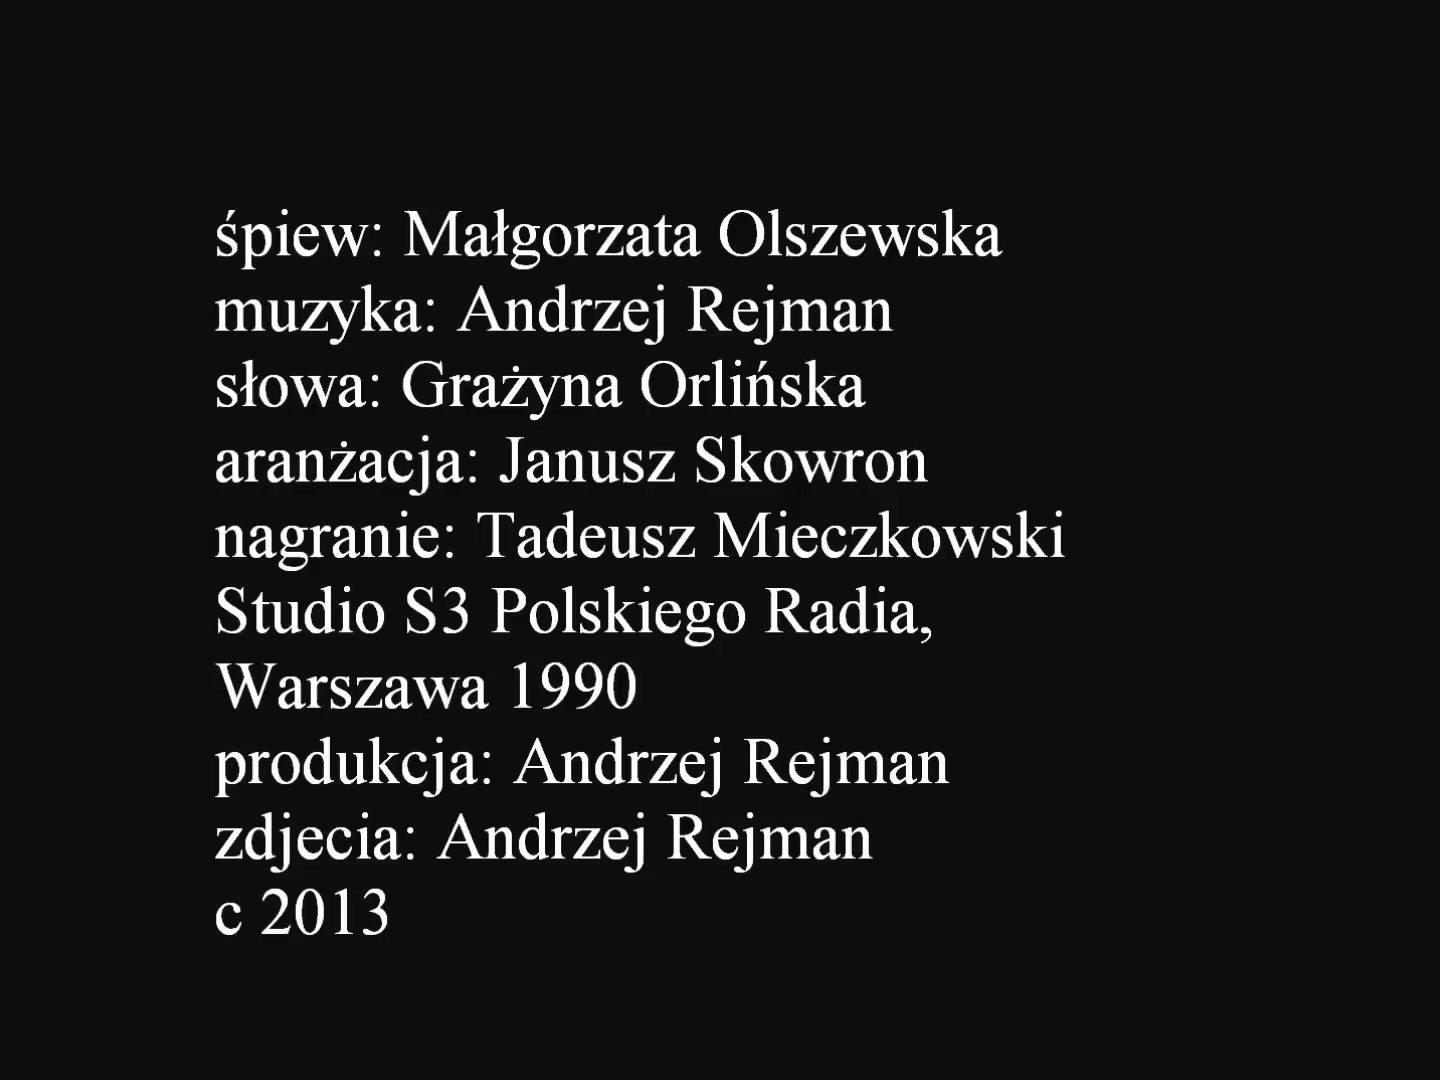 śpiew: Małgorzata Olszewska
muzyka: Andrzej Rejman
słowa: Grażyna Orlińska
aranżacja: Janusz Skowron
nagranie: Tadeusz Mieczkowski
Studio S3 Polskiego Radia,
Warszawa 1990
produkcja: Andrzej Rejman
zdjecia: Andrzej Rejman
c 2013